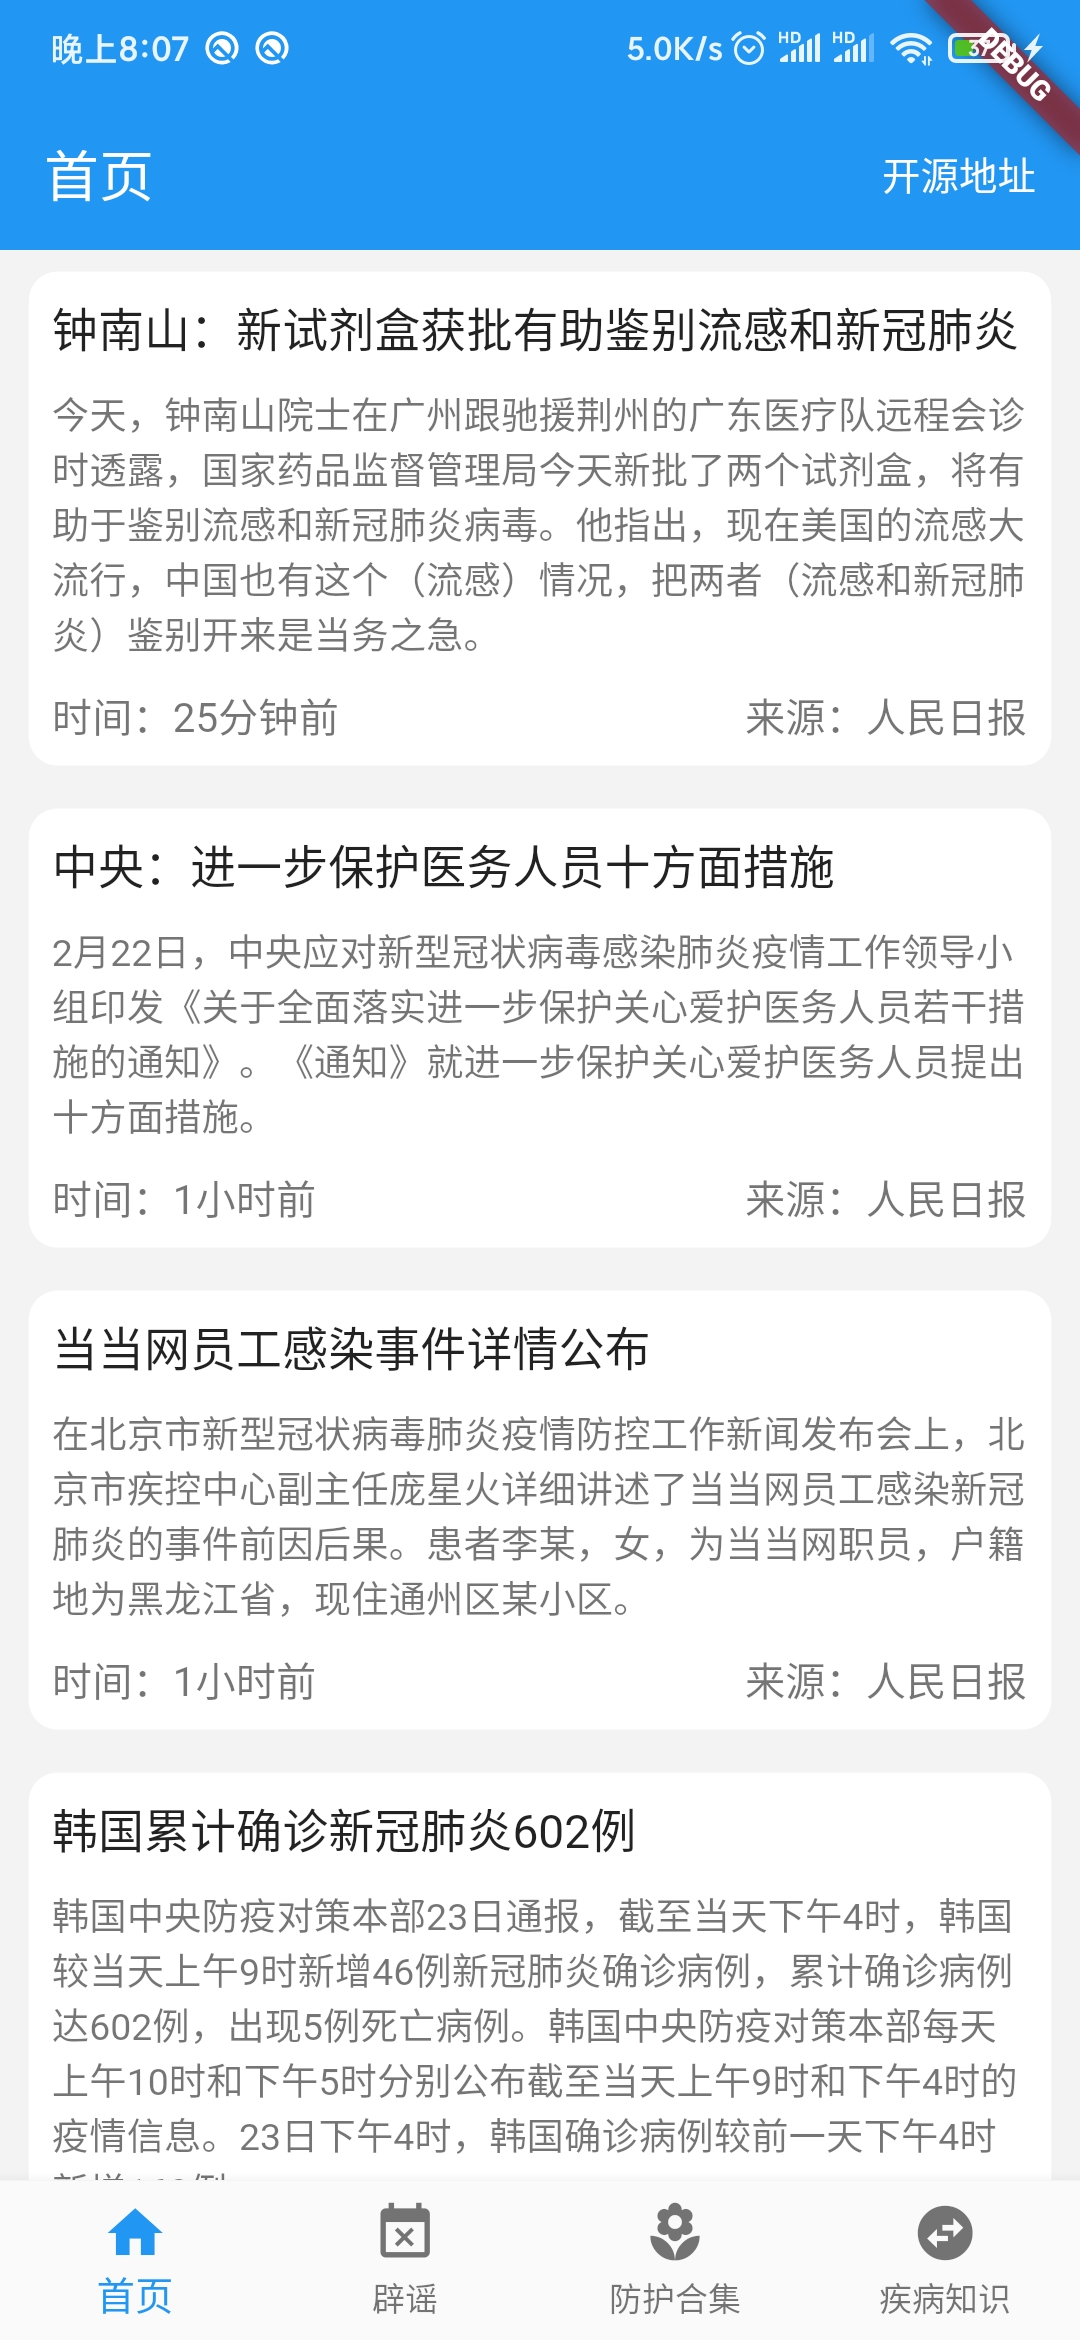 晚上8:07
5.0K/s HD HD
DEBUG
首页
开源地址
钟南山：新试剂盒获批有助鉴别流感和新冠肺炎
今天，钟南山院士在广州跟驰援荆州的广东医疗队远程会诊
时透露，国家药品监督管理局今天新批了两个试剂盒，将有
助于鉴别流感和新冠肺炎病毒。他指出，现在美国的流感大
流行，中国也有这个（流感）情况，把两者（流感和新冠肺
炎）鉴别开来是当务之急。
时间：25分钟前
来源：人民日报
中央：进一步保护医务人员十方面措施
2月22日，中央应对新型冠状病毒感染肺炎疫情工作领导小
组印发《关于全面落实进一步保护关心爱护医务人员若干措
施的通知》。《通知》就进一步保护关心爱护医务人员提出
十方面措施。
时间：1小时前
来源：人民日报
当当网员工感染事件详情公布
在北京市新型冠状病毒肺炎疫情防控工作新闻发布会上，北
京市疾控中心副主任庞星火详细讲述了当当网员工感染新冠
肺炎的事件前因后果。患者李某，女，为当当网职员，户籍
地为黑龙江省，现住通州区某小区。
时间：1小时前
来源：人民日报
韩国累计确诊新冠肺炎602例
韩国中央防疫对策本部23日通报，截至当天下午4时，韩国
较当天上午9时新增46例新冠肺炎确诊病例，累计确诊病例
达602例，出现5例死亡病例。韩国中央防疫对策本部每天
上午10时和下午5时分别公布截至当天上午9时和下午4时的
疫情信息。23日下午4时，韩国确诊病例较前一天下午4时
首页
辟谣
防护合集
疾病知识